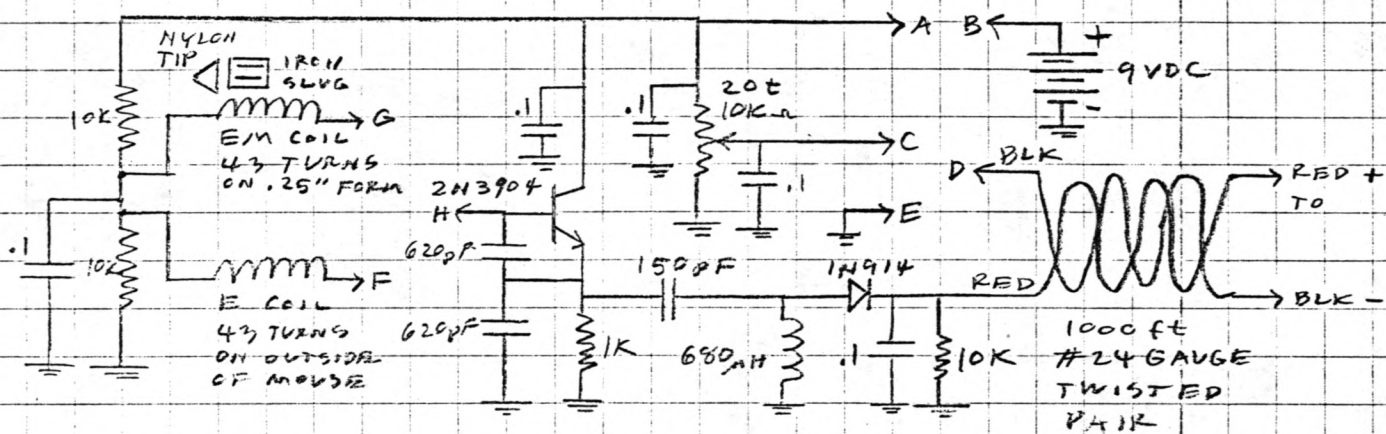 NYLON
TIP
IRON
SLUG
10K
E/M COIL
43 TURNS
ON .25" FORM
G
.1
10K
E COIL
43 TURNS
ON OUTSIDE
OF MOUSE
F
.1
2N3904
H
620pF
620pF
1K
.1
20t
10KΩ
A
B
+
9VDC
-
C
.1
E
150pF
1N914
680μH
.1
10K
D
BLK
RED
RED +
TO
BLK -
1000 ft
#24 GAUGE
TWISTED
PAIR